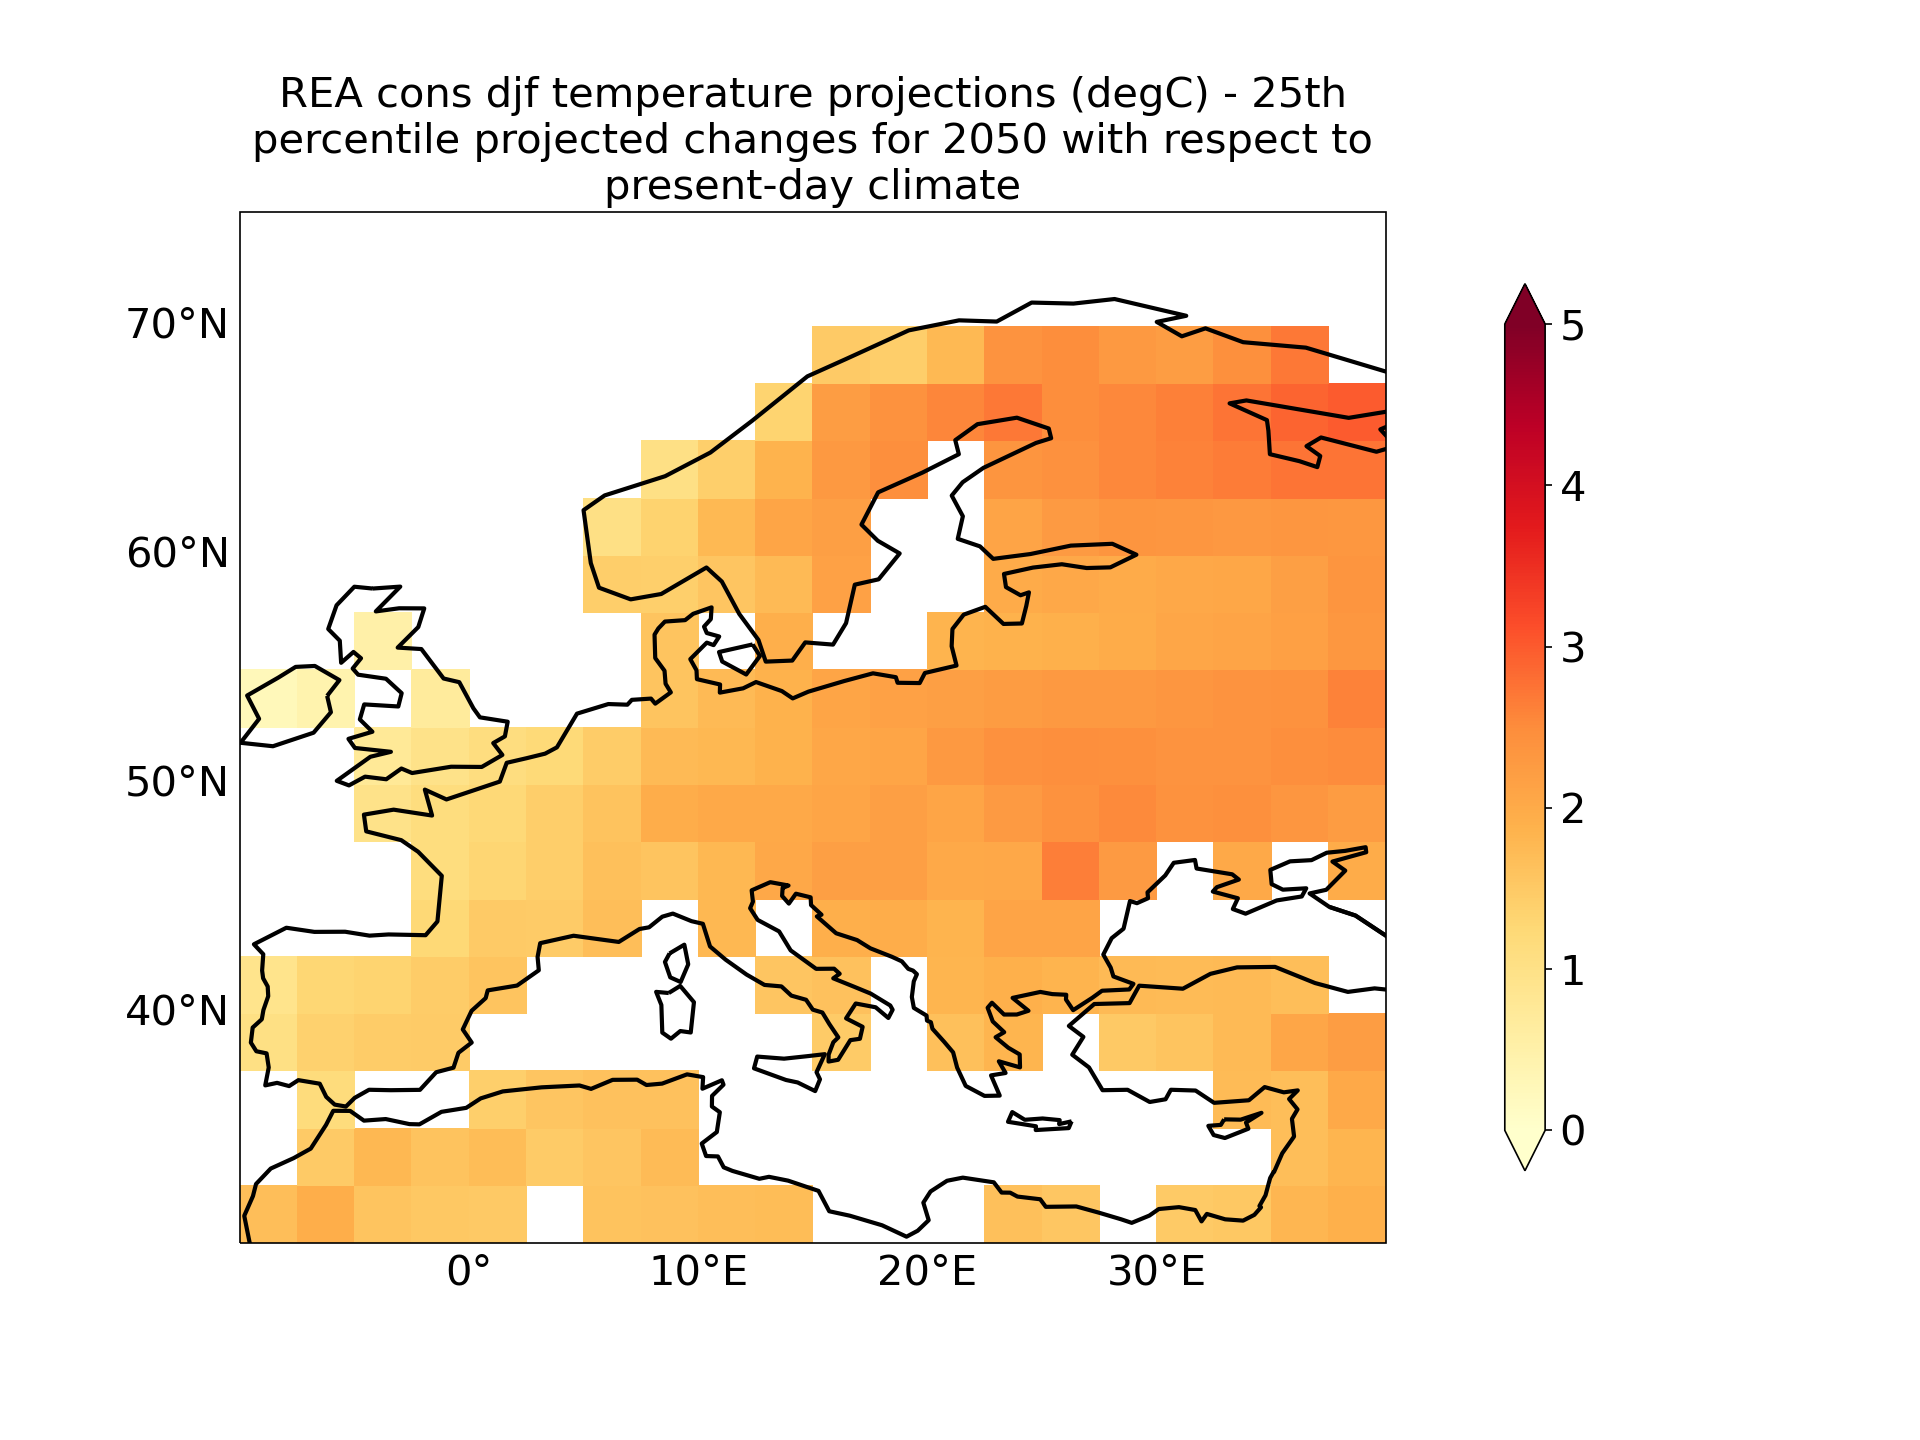 REA cons djf temperature projections (degC) - 25th
percentile projected changes for 2050 with respect to
present-day climate
70°N
60°N
50°N
40°N
0°
10°E
20°E
30°E
5
4
3
2
1
0